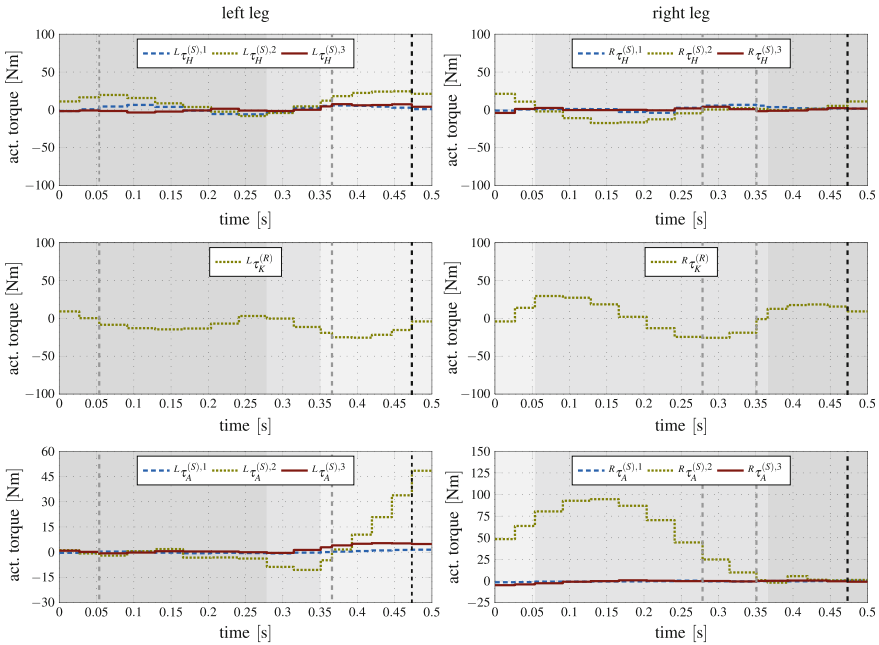 left leg right leg
act. torque [Nm] 100 50 0 −50 −100 ᴸτ_H^(S),1 ᴸτ_H^(S),2 ᴸτ_H^(S),3
0 0.05 0.1 0.15 0.2 0.25 0.3 0.35 0.4 0.45 0.5
time [s]
act. torque [Nm] 100 50 0 −50 −100 ᴿτ_H^(S),1 ᴿτ_H^(S),2 ᴿτ_H^(S),3
0 0.05 0.1 0.15 0.2 0.25 0.3 0.35 0.4 0.45 0.5
time [s]
act. torque [Nm] 100 50 0 −50 −100 ᴸτ_K^(R)
0 0.05 0.1 0.15 0.2 0.25 0.3 0.35 0.4 0.45 0.5
time [s]
act. torque [Nm] 100 50 0 −50 −100 ᴿτ_K^(R)
0 0.05 0.1 0.15 0.2 0.25 0.3 0.35 0.4 0.45 0.5
time [s]
act. torque [Nm] 60 45 30 15 0 −15 −30 ᴸτ_A^(S),1 ᴸτ_A^(S),2 ᴸτ_A^(S),3
0 0.05 0.1 0.15 0.2 0.25 0.3 0.35 0.4 0.45 0.5
time [s]
act. torque [Nm] 150 125 100 75 50 25 0 −25 ᴿτ_A^(S),1 ᴿτ_A^(S),2 ᴿτ_A^(S),3
0 0.05 0.1 0.15 0.2 0.25 0.3 0.35 0.4 0.45 0.5
time [s]